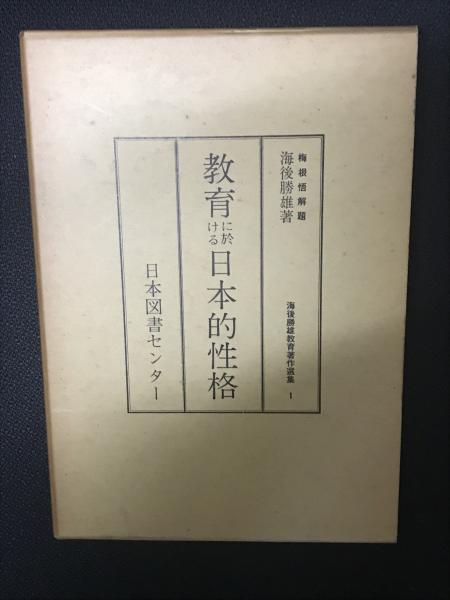 梅根悟解題
海後勝雄著
海後勝雄教育著作選集 1
教育に於ける日本的性格
日本図書センター